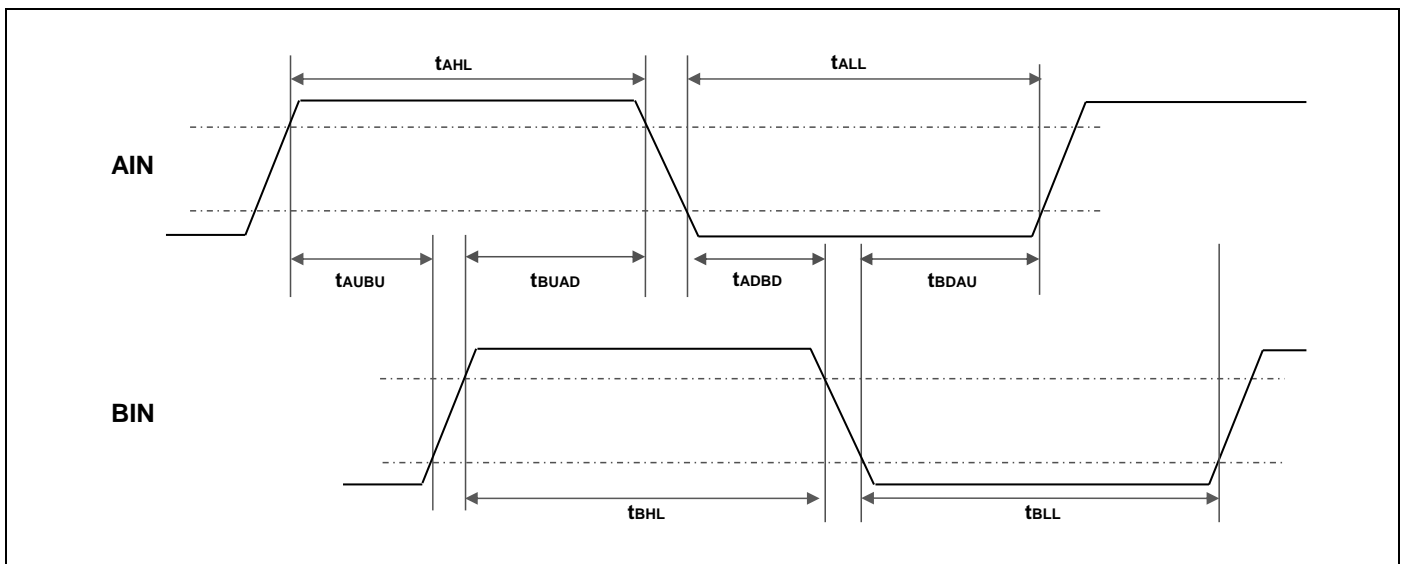 tAHL
tALL
AIN
tAUBU
tBUAD
tADBD
tBDAU
BIN
tBHL
tBLL